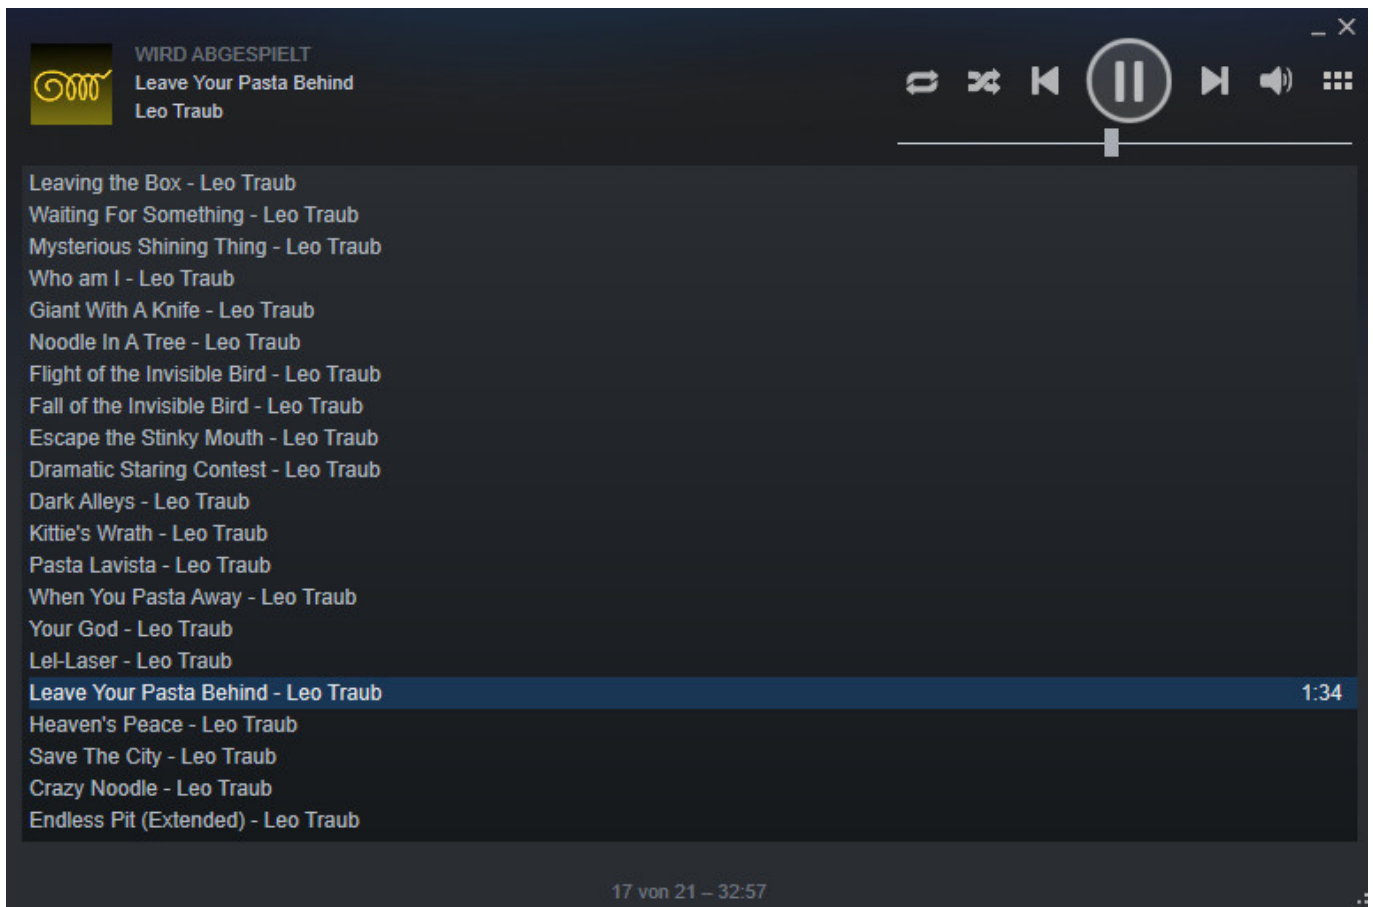 WIRD ABGESPIELT
Leave Your Pasta Behind
Leo Traub
Leaving the Box - Leo Traub
Waiting For Something - Leo Traub
Mysterious Shining Thing - Leo Traub
Who am I - Leo Traub
Giant With A Knife - Leo Traub
Noodle In A Tree - Leo Traub
Flight of the Invisible Bird - Leo Traub
Fall of the Invisible Bird - Leo Traub
Escape the Stinky Mouth - Leo Traub
Dramatic Staring Contest - Leo Traub
Dark Alleys - Leo Traub
Kittie's Wrath - Leo Traub
Pasta Lavista - Leo Traub
When You Pasta Away - Leo Traub
Your God - Leo Traub
Lel-Laser - Leo Traub
Leave Your Pasta Behind - Leo Traub 1:34
Heaven's Peace - Leo Traub
Save The City - Leo Traub
Crazy Noodle - Leo Traub
Endless Pit (Extended) - Leo Traub
17 von 21 – 32:57